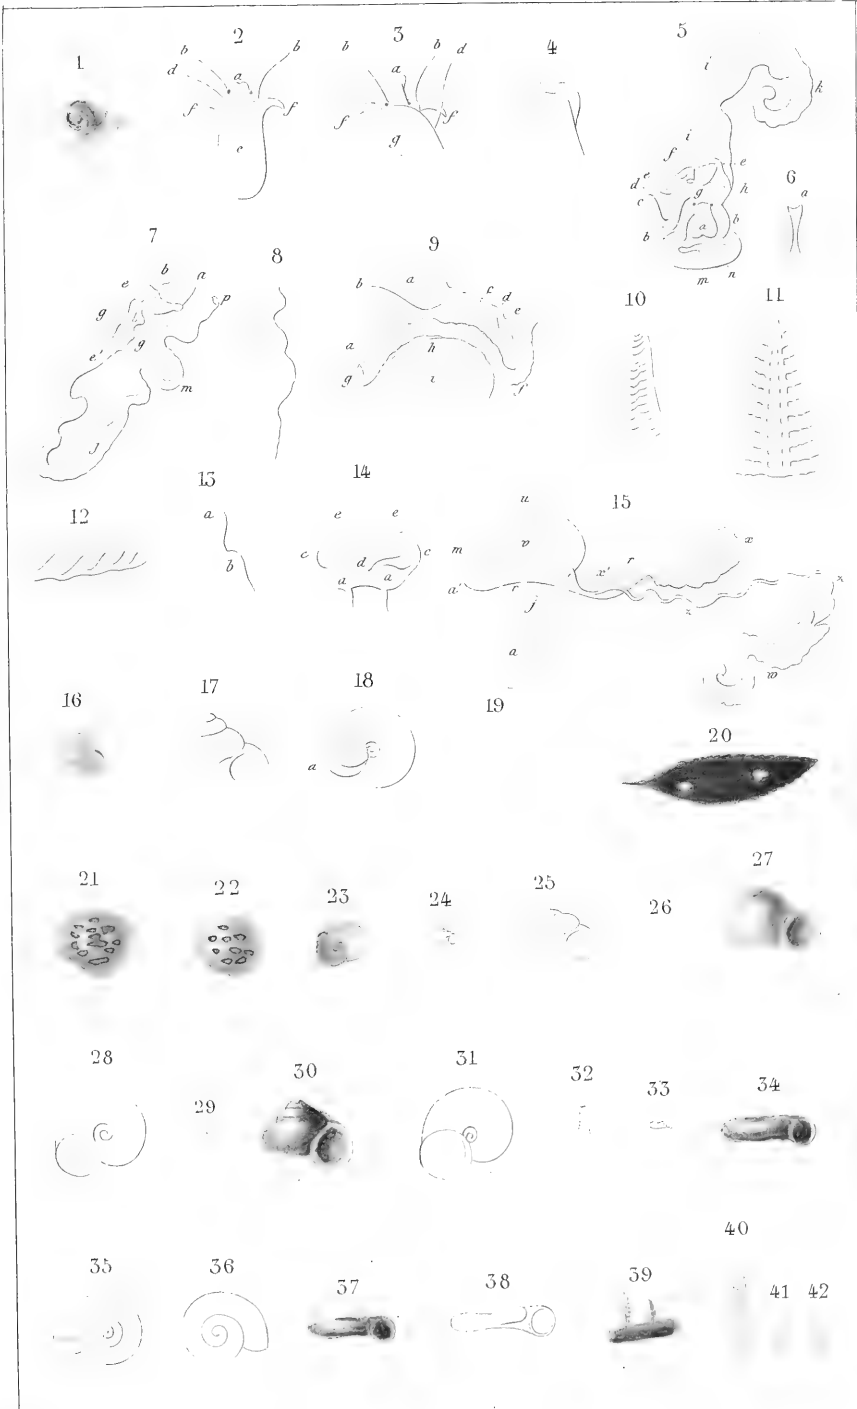 1
2
b
b
d
a
f
f
e
3
b
b
d
a
f
f
g
4
5
i
k
i
f
e
e
d
g
h
c
b
a
b
m
n
6
a
7
b
a
e
p
g
g
e'
m
j
8
9
b
a
c
d
e
a
h
g
i
f
10
11
12
13
a
b
14
e
e
c
c
d
a
a
15
u
m
v
r
x
x'
a'
r
j
z
z
x
a
w
16
17
18
a
19
20
21
22
23
24
25
26
27
28
29
30
31
32
33
34
35
36
37
38
39
40
41
42